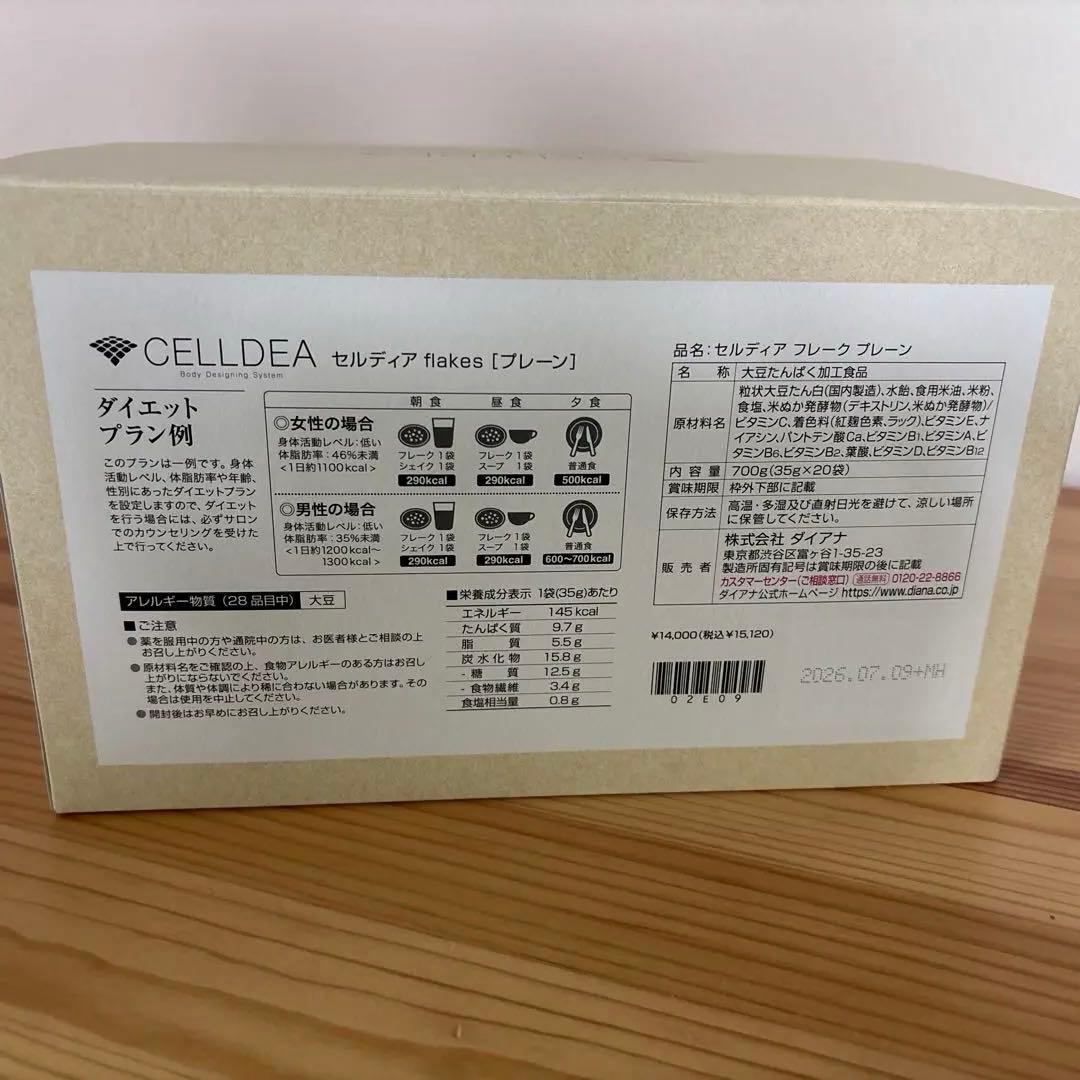 CELLDEA セルディア flakes [プレーン]
Body Designing System
ダイエット
プラン例
このプランは一例です。身体
活動レベル、体脂肪率や年齢、
性別にあったダイエットプラン
を設定しますので、ダイエット
を行う場合には、必ずサロン
でのカウンセリングを受けた
上で行ってください。
朝食 昼食 夕食
◎女性の場合
身体活動レベル:低い
体脂肪率:46%未満
<1日約1100kcal>
フレーク1袋
シェイク1袋
290kcal
フレーク1袋
スープ 1袋
290kcal
普通食
500kcal
◎男性の場合
身体活動レベル:低い
体脂肪率:35%未満
<1日約1200kcal~
1300kcal>
フレーク1袋
シェイク1袋
290kcal
フレーク1袋
スープ 1袋
290kcal
普通食
600~700kcal
アレルギー物質(28品目中) 大豆
■ご注意
●薬を服用中の方や通院中の方は、お医者様とご相談の上
お召し上がりください。
●原材料名をご確認の上、食物アレルギーのある方はお召し
上がりにならないでください。
また、体質や体調により稀に合わない場合があります。その
場合は使用を中止してください。
●開封後はお早めにお召し上がりください。
■栄養成分表示 1袋(35g)あたり
エネルギー 145kcal
たんぱく質 9.7g
脂質 5.5g
炭水化物 15.8g
-糖質 12.5g
-食物繊維 3.4g
食塩相当量 0.8g
品名:セルディア フレーク プレーン
名称 大豆たんぱく加工食品
原材料名 粒状大豆たん白(国内製造)、水飴、食用米油、米粉、
食塩、米ぬか発酵物(デキストリン、米ぬか発酵物)/
ビタミンC、着色料(紅麹色素、ラック)、ビタミンE、ナ
イアシン、パントテン酸Ca、ビタミンB1、ビタミンA、ビ
タミンB6、ビタミンB2、葉酸、ビタミンD、ビタミンB12
内容量 700g(35g×20袋)
賞味期限 枠外下部に記載
保存方法 高温・多湿及び直射日光を避けて、涼しい場所
に保管してください。
販売者 株式会社 ダイアナ
東京都渋谷区富ヶ谷1-35-23
製造所固有記号は賞味期限の後に記載
カスタマーセンター(ご相談窓口) 通話無料 0120-22-8866
ダイアナ公式ホームページ https://www.diana.co.jp
¥14,000(税込¥15,120)
02E09
2026.07.09+MH